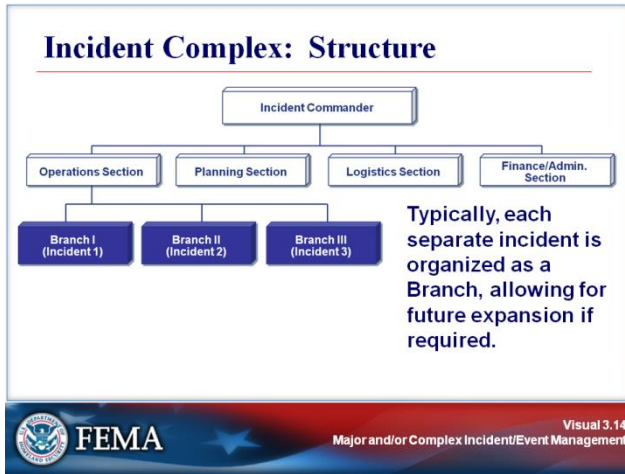 Incident Complex: Structure
Incident Commander
Operations Section
Planning Section
Logistics Section
Finance/Admin.
Section
Branch I
(Incident 1)
Branch II
(Incident 2)
Branch III
(Incident 3)
Typically, each
separate incident is
organized as a
Branch, allowing for
future expansion if
required.
FEMA
Visual 3.14
Major and/or Complex Incident/Event Management